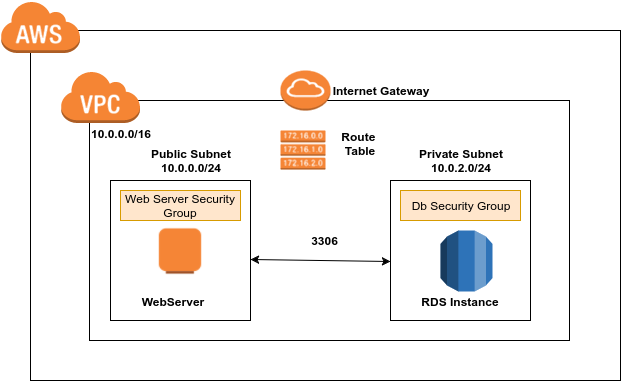 AWS
VPC
Internet Gateway
10.0.0.0/16
172.16.0.0
172.16.1.0
172.16.2.0
Route
Table
Public Subnet
10.0.0.0/24
Private Subnet
10.0.2.0/24
Web Server Security
Group
Db Security Group
3306
WebServer
RDS Instance